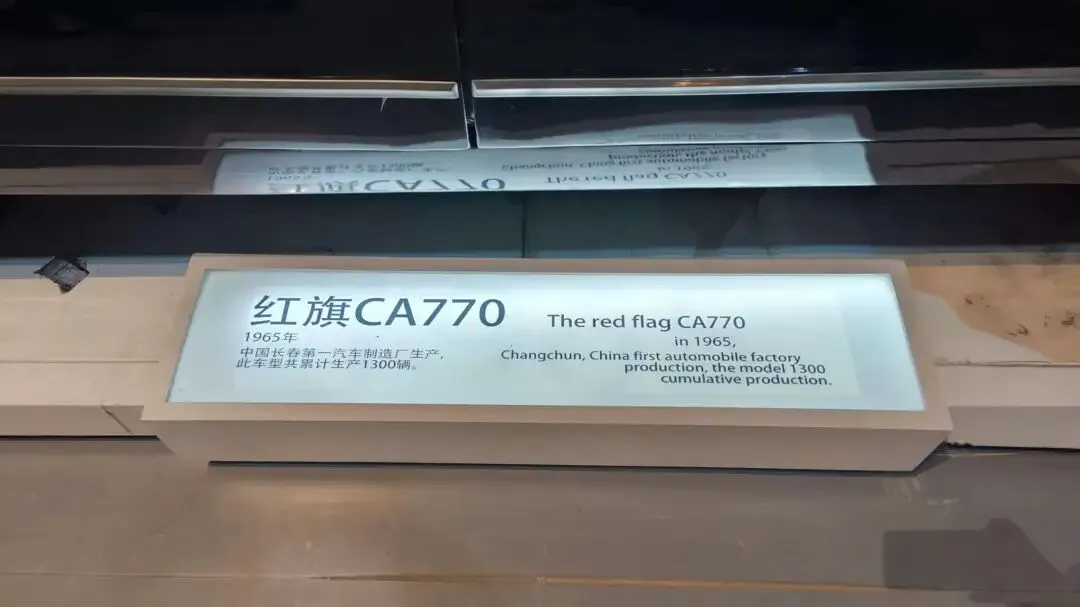 红旗CA770
1965年
中国长春第一汽车制造厂生产,
此车型共累计生产1300辆。
The red flag CA770
in 1965,
Changchun, China first automobile factory
production, the model 1300
cumulative production.